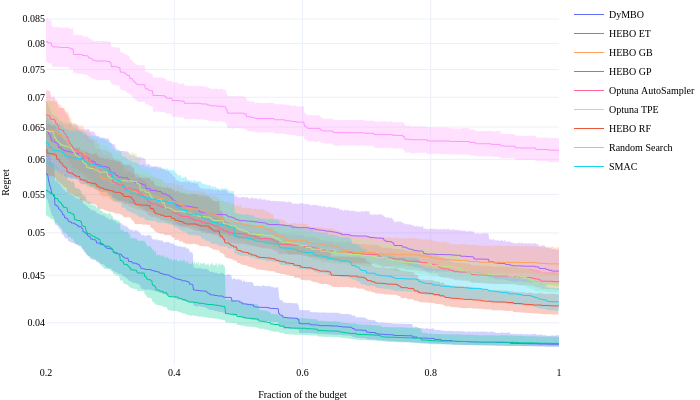 0.085
0.08
0.075
0.07
0.065
0.06
0.055
0.05
0.045
0.04
Regret
0.2
0.4
0.6
0.8
1
Fraction of the budget
DyMBO
HEBO ET
HEBO GB
HEBO GP
Optuna AutoSampler
Optuna TPE
HEBO RF
Random Search
SMAC